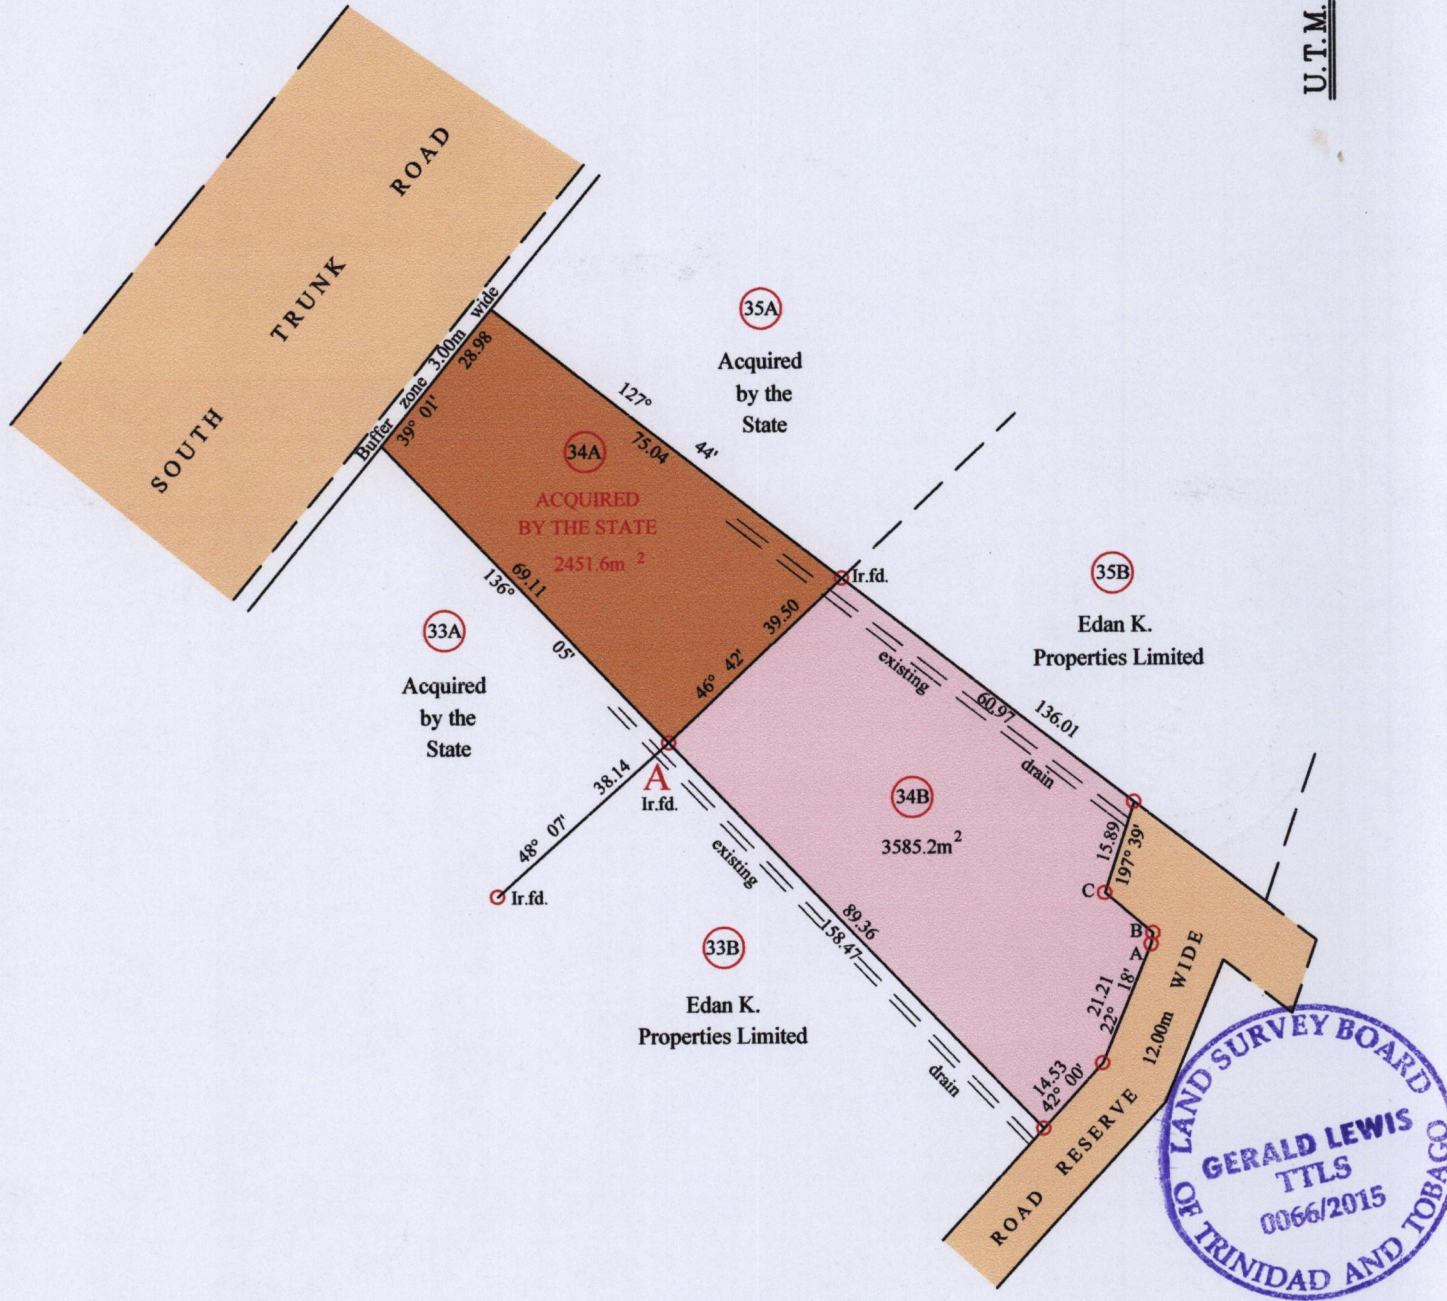 U.T.M.
SOUTH TRUNK ROAD
Buffer zone 3.00m wide
39° 01'
28.98
127° 44'
75.04
35A
Acquired
by the
State
34A
ACQUIRED
BY THE STATE
2451.6m 2
136° 05'
69.11
33A
Acquired
by the
State
46° 42'
39.50
Ir.fd.
35B
Edan K.
Properties Limited
existing drain
60.97
136.01
A
Ir.fd.
48° 07'
38.14
Ir.fd.
34B
3585.2m2
15.89
197° 39'
C
B
A
existing drain
89.36
158.47
33B
Edan K.
Properties Limited
21.21
22° 18'
14.53
42° 00'
ROAD RESERVE 12.00m WIDE
LAND SURVEY BOARD
OF TRINIDAD AND TOBAGO
GERALD LEWIS
TTLS
0066/2015